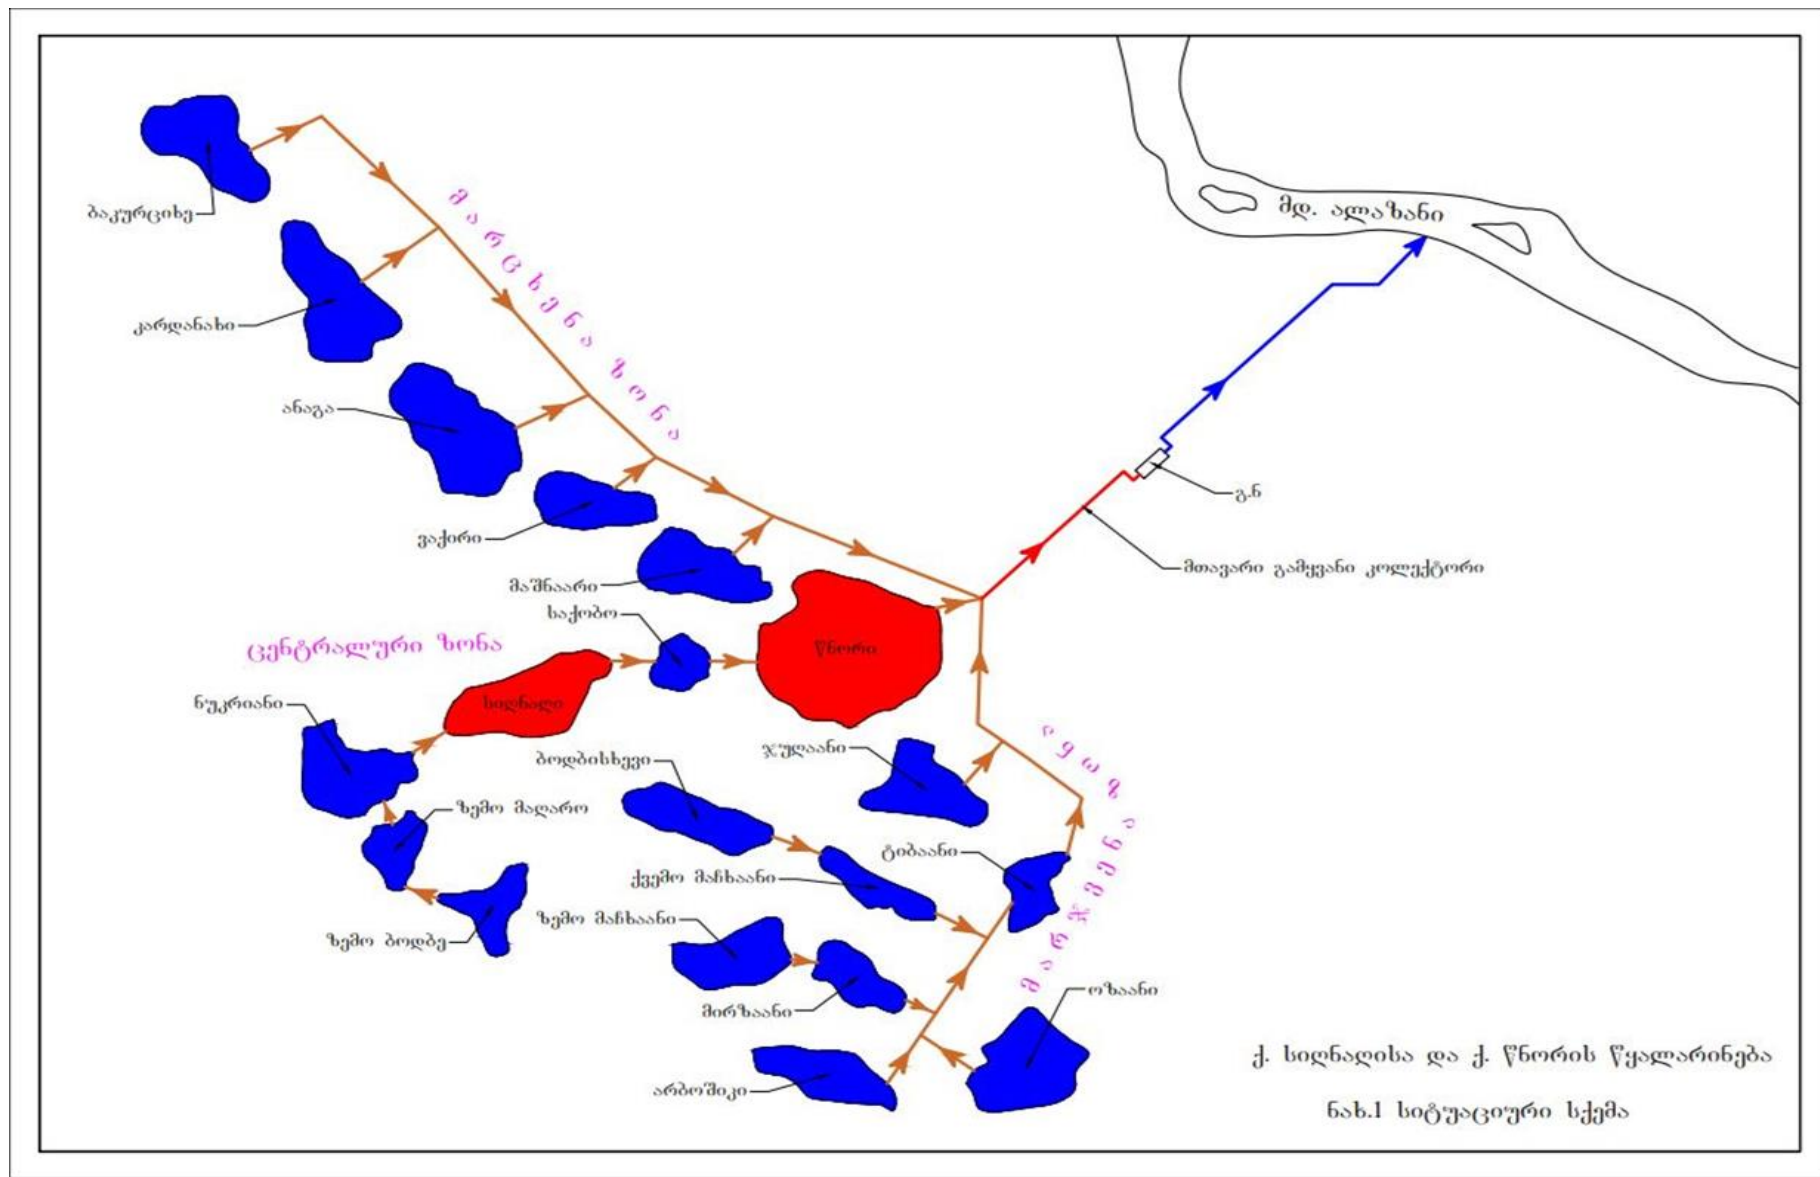 მდ. ალაზანი
ბაკურციხე
მარცხენა ზონა
კარდანახი
ანაგა
გ.ნ
ვაქირი
მთავარი გამყვანი კოლექტორი
მაშნაარი
საქობო
ცენტრალური ზონა
წნორი
სიღნაღი
ნუკრიანი
ჯუღაანი
ბოდბისხევი
ზემო მაღარო
ტიბაანი
ქვემო მაჩხაანი
მარჯვენა ზონა
ზემო მაჩხაანი
ზემო ბოდბე
ოზაანი
მირზაანი
არბოშიკი
ქ. სიღნაღისა და ქ. წნორის წყალარინება
ნახ.1 სიტუაციური სქემა